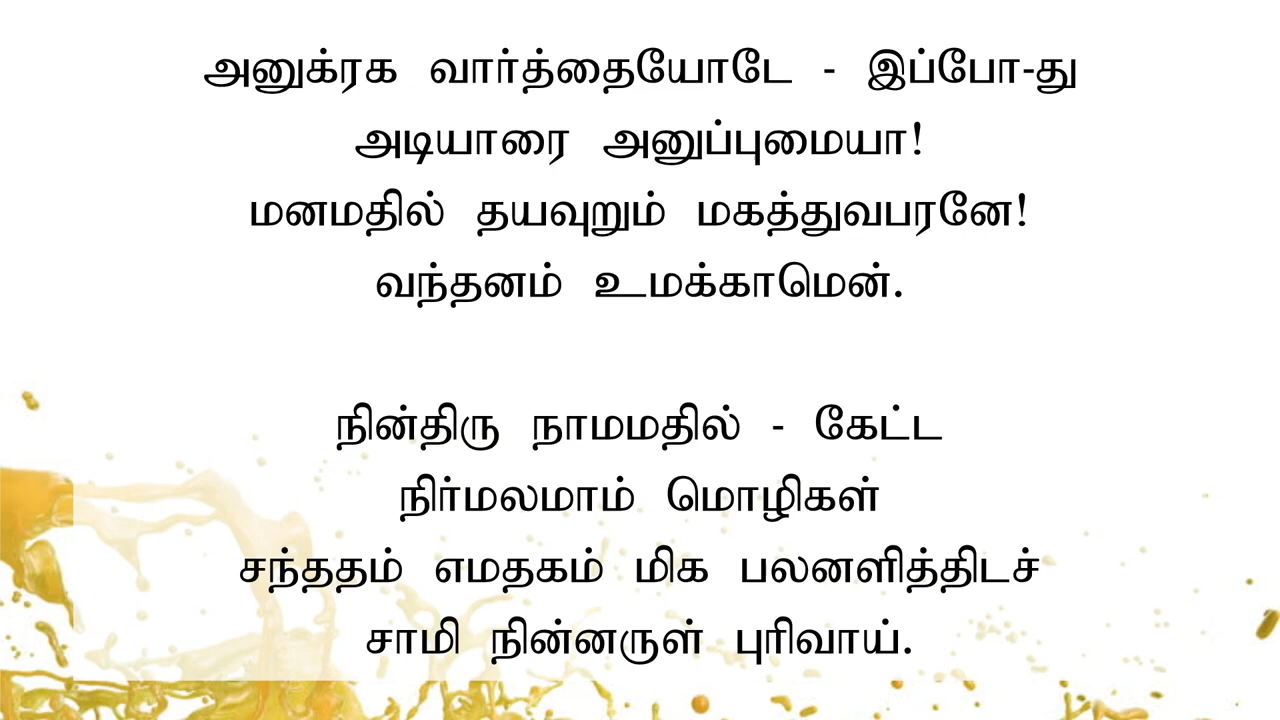 அனுக்ரக வார்த்தையோடே - இப்போ-து
அடியாரை அனுப்புமையா!
மனமதில் தயவுறும் மகத்துவபரனே!
வந்தனம் உமக்காமென்.
நின்திரு நாமமதில் - கேட்ட
நிர்மலமாம் மொழிகள்
சந்ததம் எமதகம் மிக பலனளித்திடச்
சாமி நின்னருள் புரிவாய்.